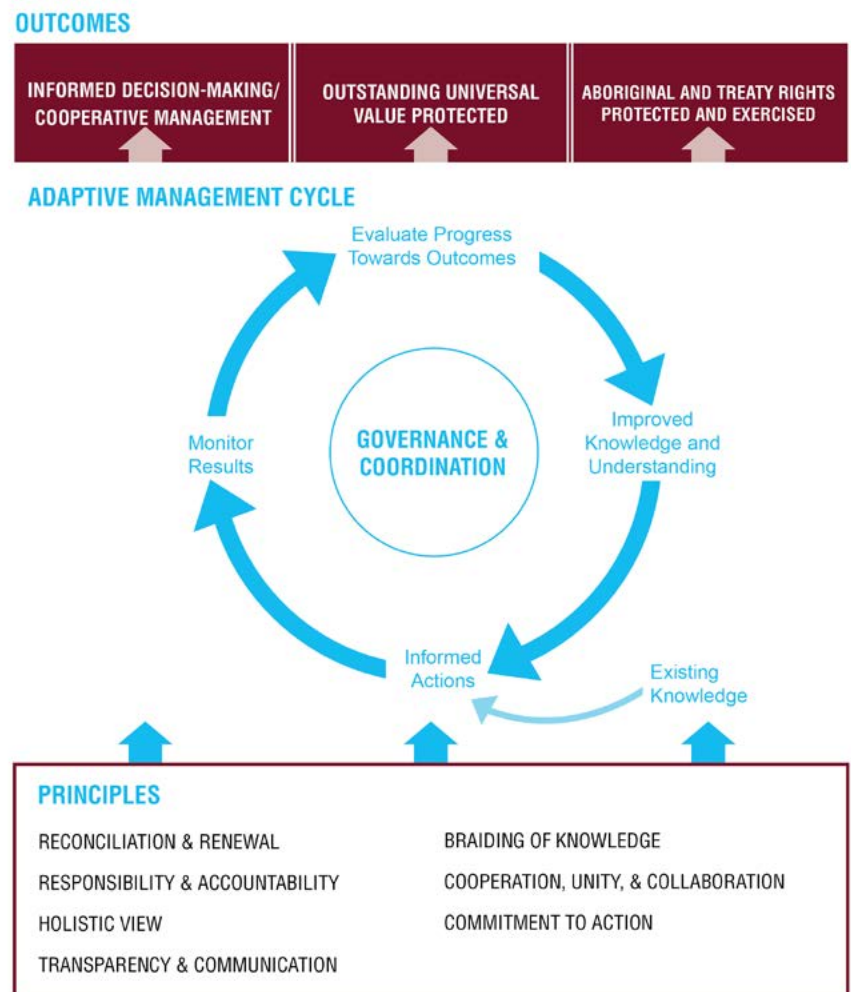 OUTCOMES
INFORMED DECISION-MAKING/
COOPERATIVE MANAGEMENT
OUTSTANDING UNIVERSAL
VALUE PROTECTED
ABORIGINAL AND TREATY RIGHTS
PROTECTED AND EXERCISED
ADAPTIVE MANAGEMENT CYCLE
Evaluate Progress
Towards Outcomes
Improved
Knowledge and
Understanding
Monitor
Results
GOVERNANCE &
COORDINATION
Informed
Actions
Existing
Knowledge
PRINCIPLES
RECONCILIATION & RENEWAL
RESPONSIBILITY & ACCOUNTABILITY
HOLISTIC VIEW
TRANSPARENCY & COMMUNICATION
BRAIDING OF KNOWLEDGE
COOPERATION, UNITY, & COLLABORATION
COMMITMENT TO ACTION